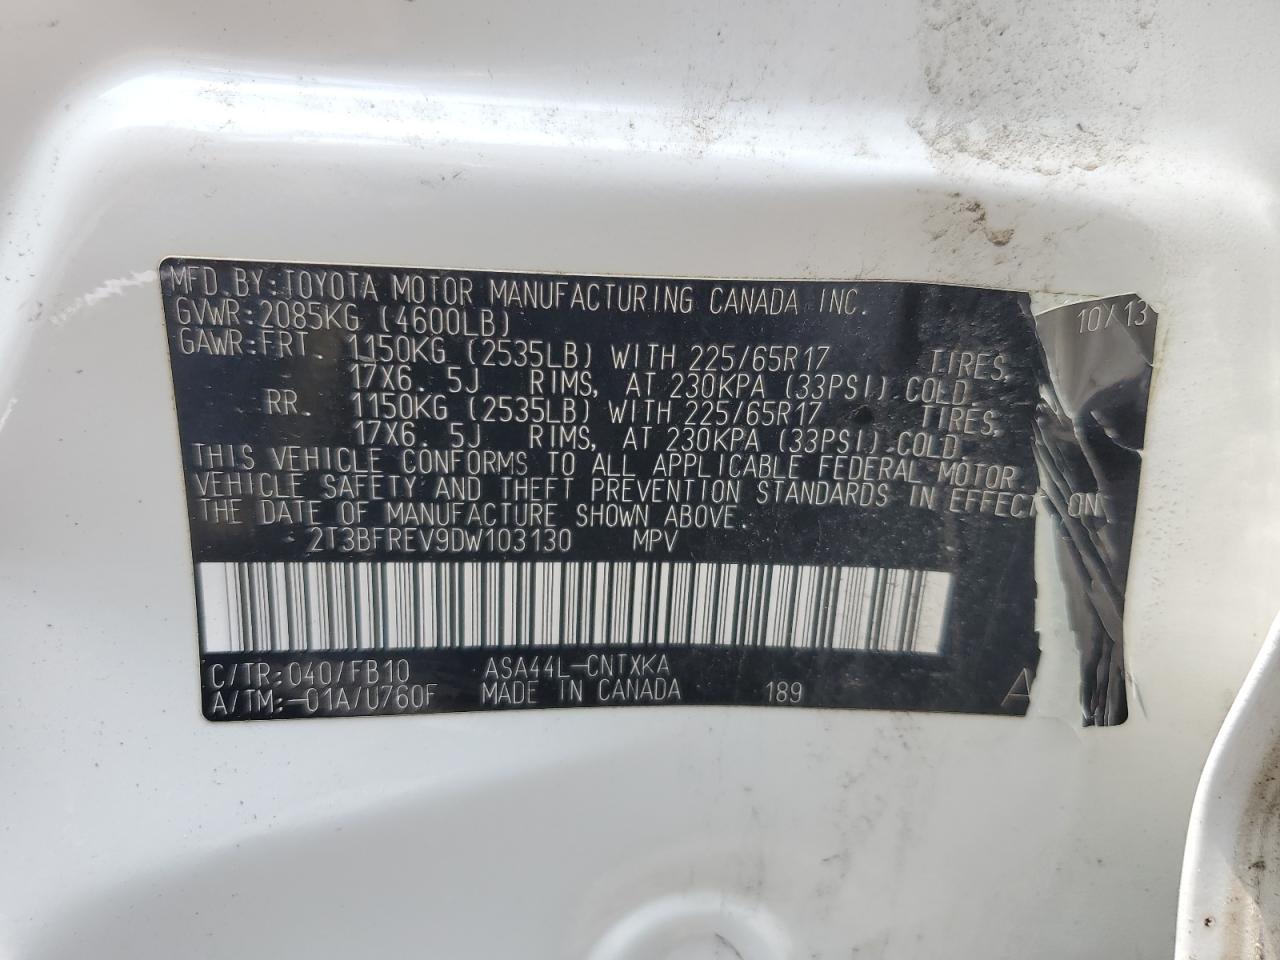 MFD. BY: TOYOTA MOTOR MANUFACTURING CANADA INC. 10/13
GVWR: 2085KG (4600LB)
GAWR: FRT. 1150KG (2535LB) WITH 225/65R17 TIRES,
17X6. 5J RIMS, AT 230KPA (33PSI) COLD.
RR. 1150KG (2535LB) WITH 225/65R17 TIRES,
17X6. 5J RIMS, AT 230KPA (33PSI) COLD.
THIS VEHICLE CONFORMS TO ALL APPLICABLE FEDERAL MOTOR
VEHICLE SAFETY AND THEFT PREVENTION STANDARDS IN EFFECT ON
THE DATE OF MANUFACTURE SHOWN ABOVE.
2T3BFREV9DW103130 MPV
C/TR: 040/FB10 ASA44L-CNTXKA
A/TM: -01A/U760F MADE IN CANADA 189 A